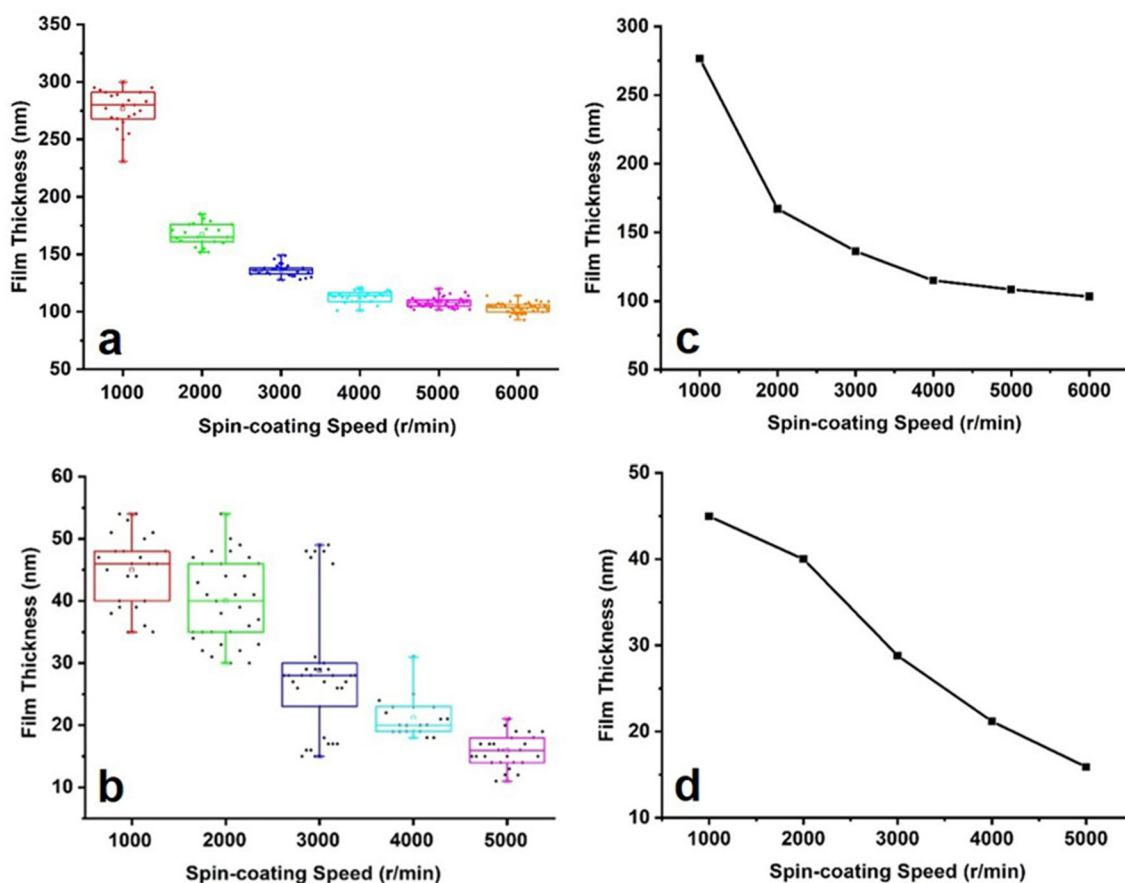 350
300
250
200
150
100
50
Film Thickness (nm)
a
1000 2000 3000 4000 5000 6000
Spin-coating Speed (r/min)
300
250
200
150
100
50
Film Thickness (nm)
c
1000 2000 3000 4000 5000 6000
Spin-coating Speed (r/min)
60
50
40
30
20
10
Film Thickness (nm)
b
1000 2000 3000 4000 5000
Spin-coating Speed (r/min)
50
40
30
20
10
Film Thickness (nm)
d
1000 2000 3000 4000 5000
Spin-coating Speed (r/min)